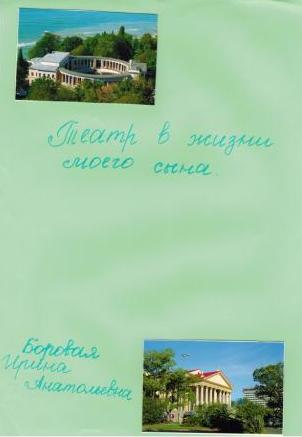 Театр в жизни
моего сына.
Боровая
Ирина
Анатольевна